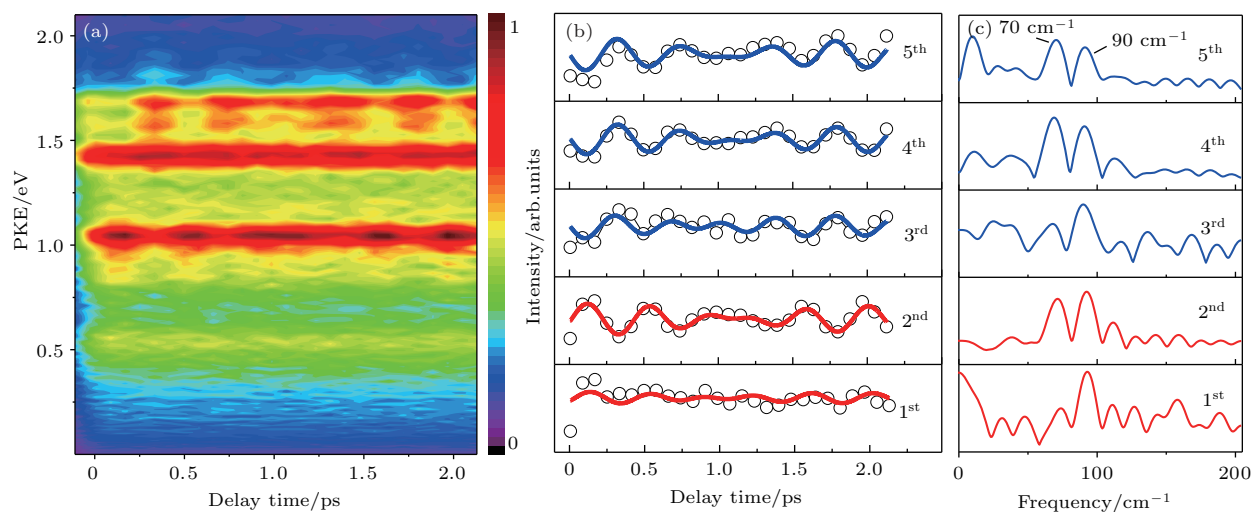 (a)
2.0
1.5
1.0
0.5
PKE/eV
0 0.5 1.0 1.5 2.0
Delay time/ps
1
0
Intensity/arb.units
(b)
5th
4th
3rd
2nd
1st
0 0.5 1.0 1.5 2.0
Delay time/ps
(c)
70 cm−1
90 cm−1
5th
4th
3rd
2nd
1st
0 100 200
Frequency/cm−1